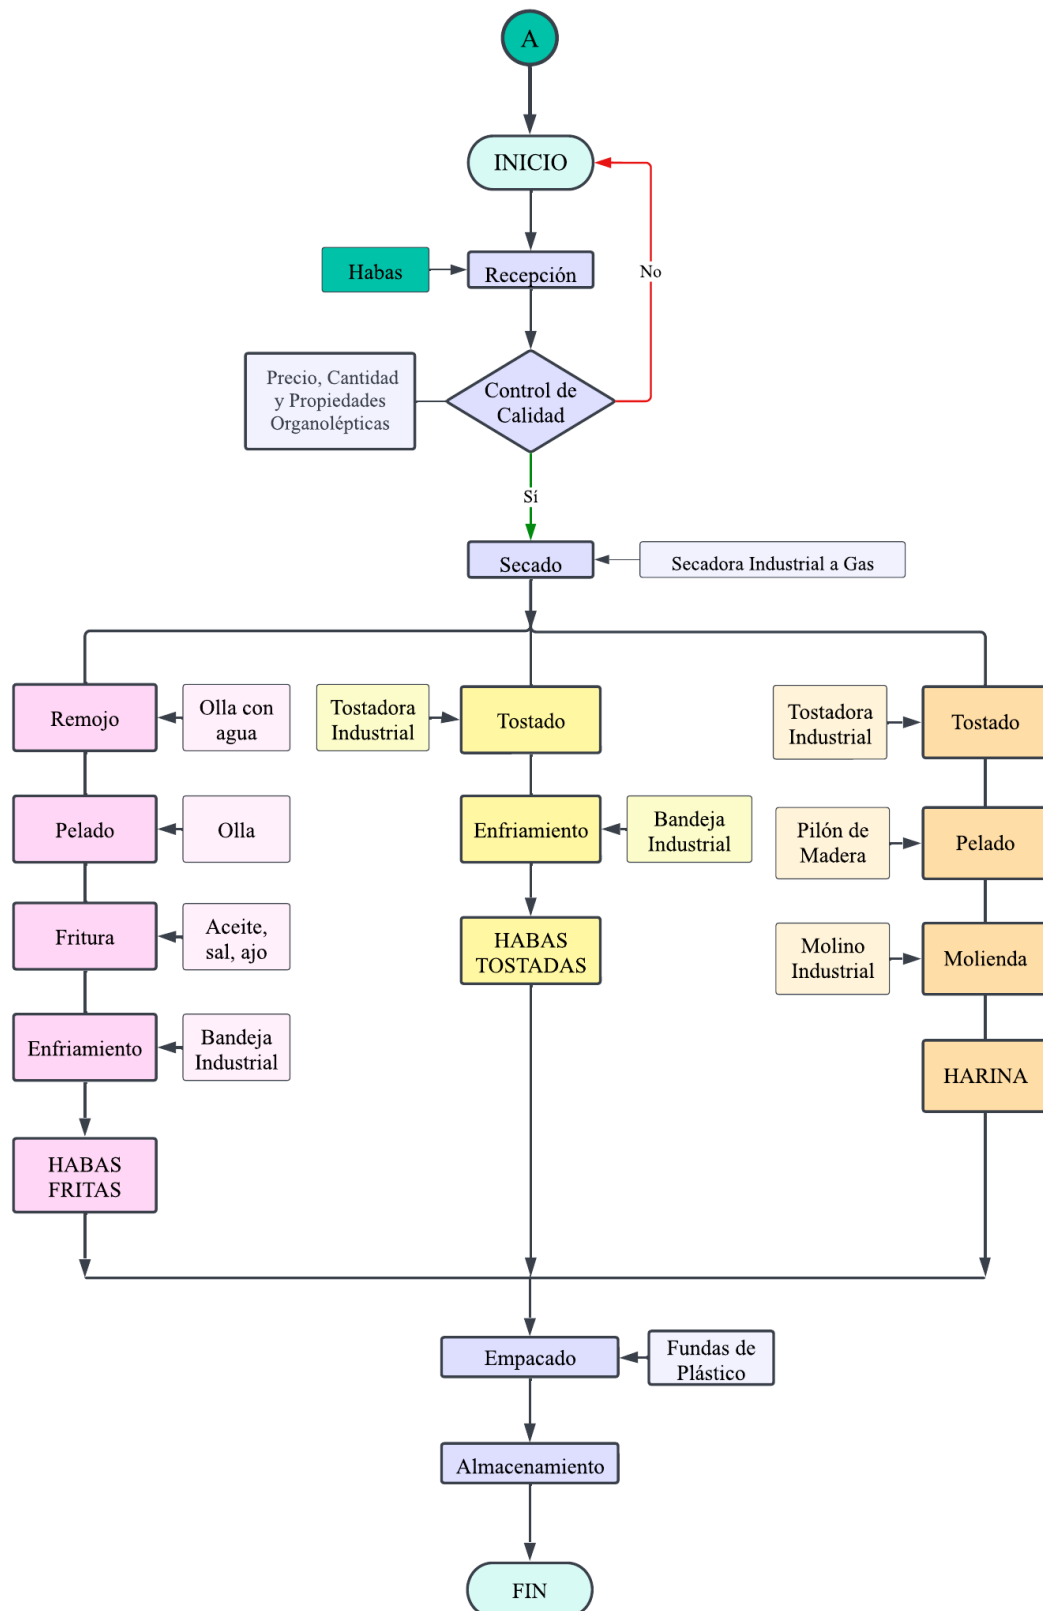 A
INICIO
No
Habas
Recepción
Precio, Cantidad
y Propiedades
Organolépticas
Control de
Calidad
Sí
Secado
Secadora Industrial a Gas
Remojo
Olla con
agua
Tostadora
Industrial
Tostado
Tostadora
Industrial
Tostado
Pelado
Olla
Enfriamiento
Bandeja
Industrial
Pilón de
Madera
Pelado
Fritura
Aceite,
sal, ajo
HABAS
TOSTADAS
Molino
Industrial
Molienda
Enfriamiento
Bandeja
Industrial
HARINA
HABAS
FRITAS
Empacado
Fundas de
Plástico
Almacenamiento
FIN